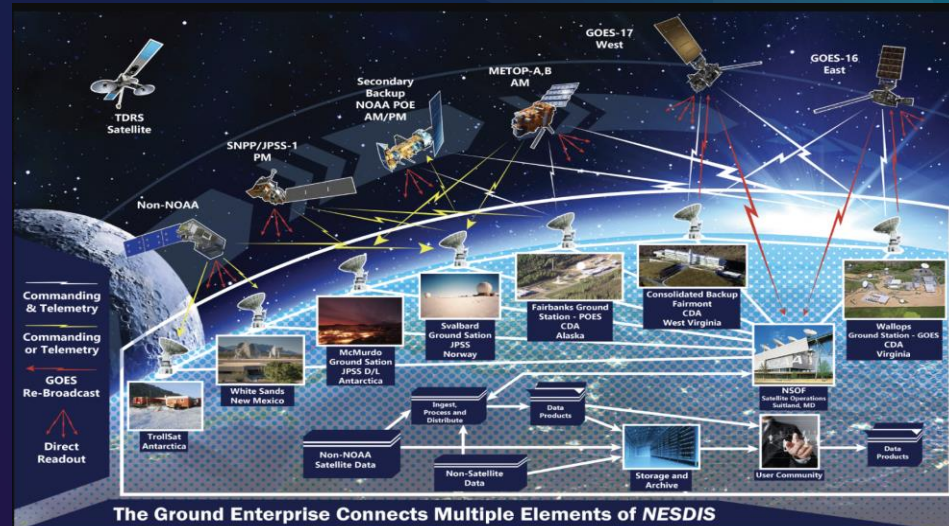 TDRS
Satellite
Non-NOAA
SNPP/JPSS-1
PM
Secondary
Backup
NOAA POE
AM/PM
METOP-A,B
AM
GOES-17
West
GOES-16
East
Commanding
& Telemetry
Commanding
or Telemetry
GOES
Re-Broadcast
Direct
Readout
TrollSat
Antarctica
White Sands
New Mexico
McMurdo
Ground Sation
JPSS D/L
Antarctica
Svalbard
Ground Sation
JPSS
Norway
Fairbanks Ground
Station - POES
CDA
Alaska
Consolidated Backup
Fairmont
CDA
West Virginia
NSOF
Satellite Operations
Suitland, MD
Wallops
Ground Station - GOES
CDA
Virginia
Non-NOAA
Satellite Data
Ingest,
Process and
Distribute
Non-Satellite
Data
Data
Products
Storage and
Archive
User Community
Data
Products
The Ground Enterprise Connects Multiple Elements of NESDIS